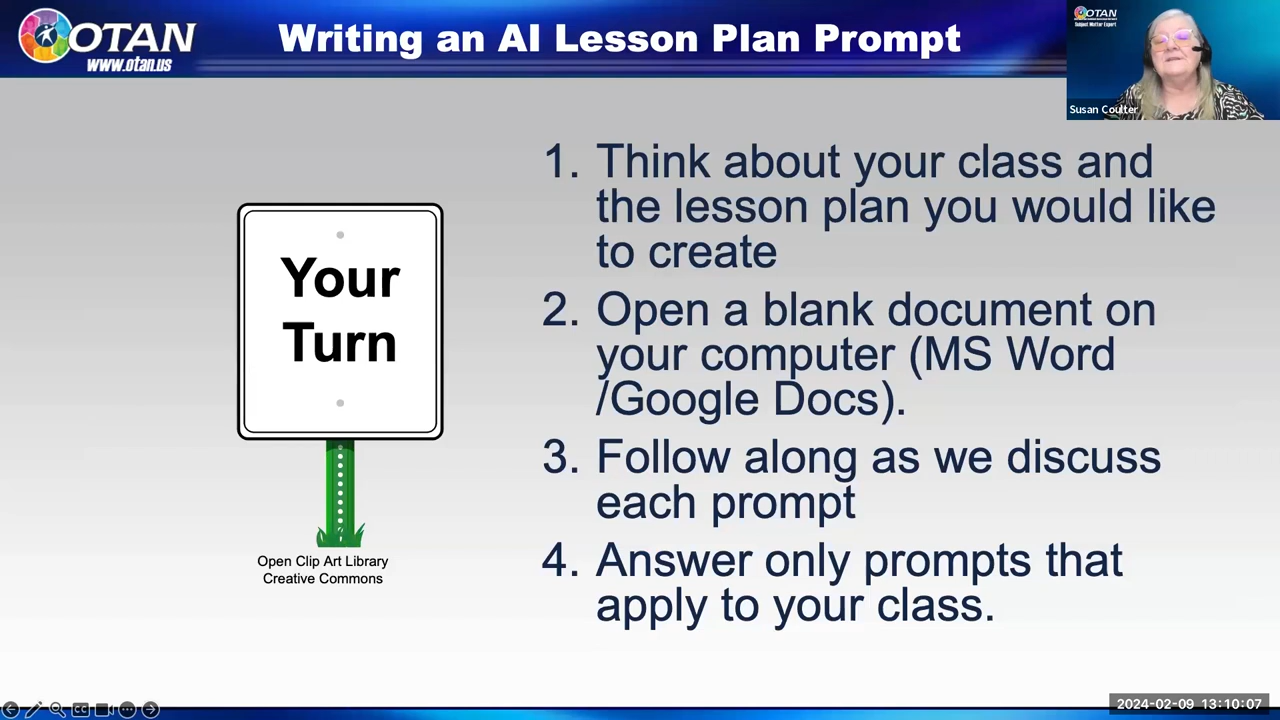 OTAN
www.otan.us
Writing an AI Lesson Plan Prompt
OTAN
Subject Matter Expert
Susan Coulter
Your
Turn
Open Clip Art Library
Creative Commons
1. Think about your class and
the lesson plan you would like
to create
2. Open a blank document on
your computer (MS Word
/Google Docs).
3. Follow along as we discuss
each prompt
4. Answer only prompts that
apply to your class.
CC
2024-02-09 13:10:07